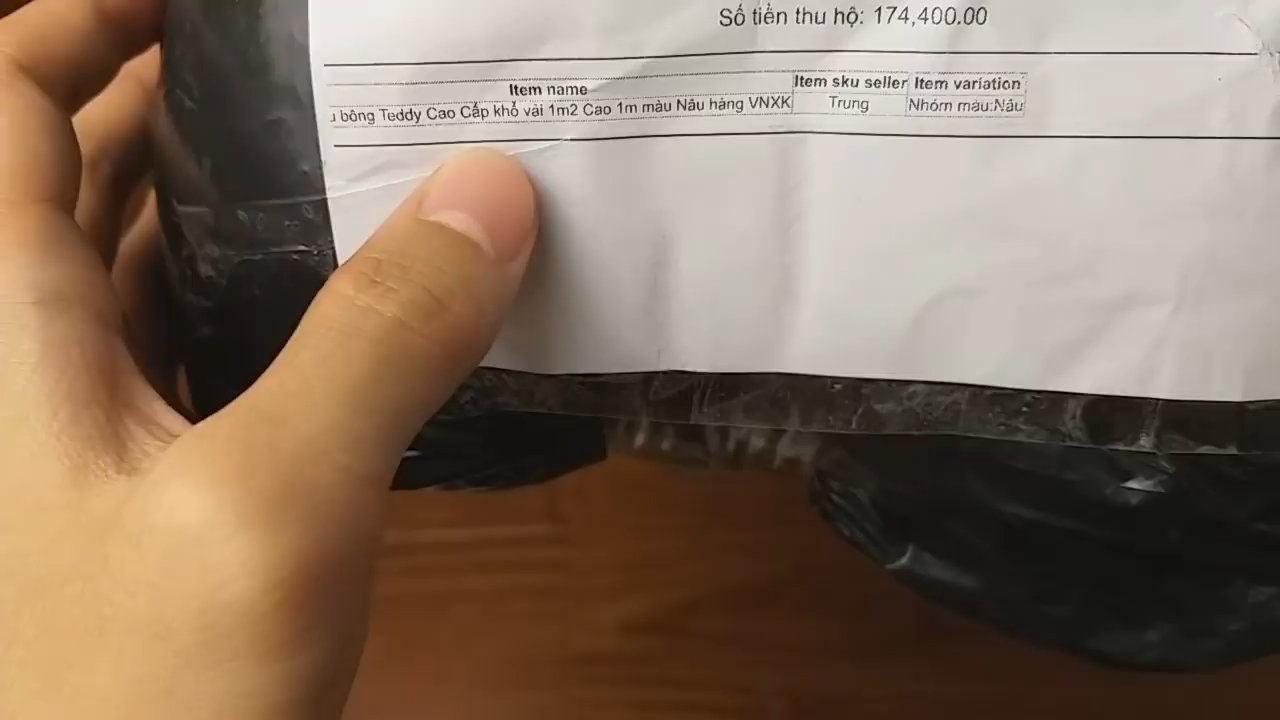 Số tiền thu hộ: 174,400.00
Item name Item sku seller Item variation
bông Teddy Cao Cấp khổ vải 1m2 Cao 1m màu Nâu hàng VNXK Trung Nhóm màu:Nâu